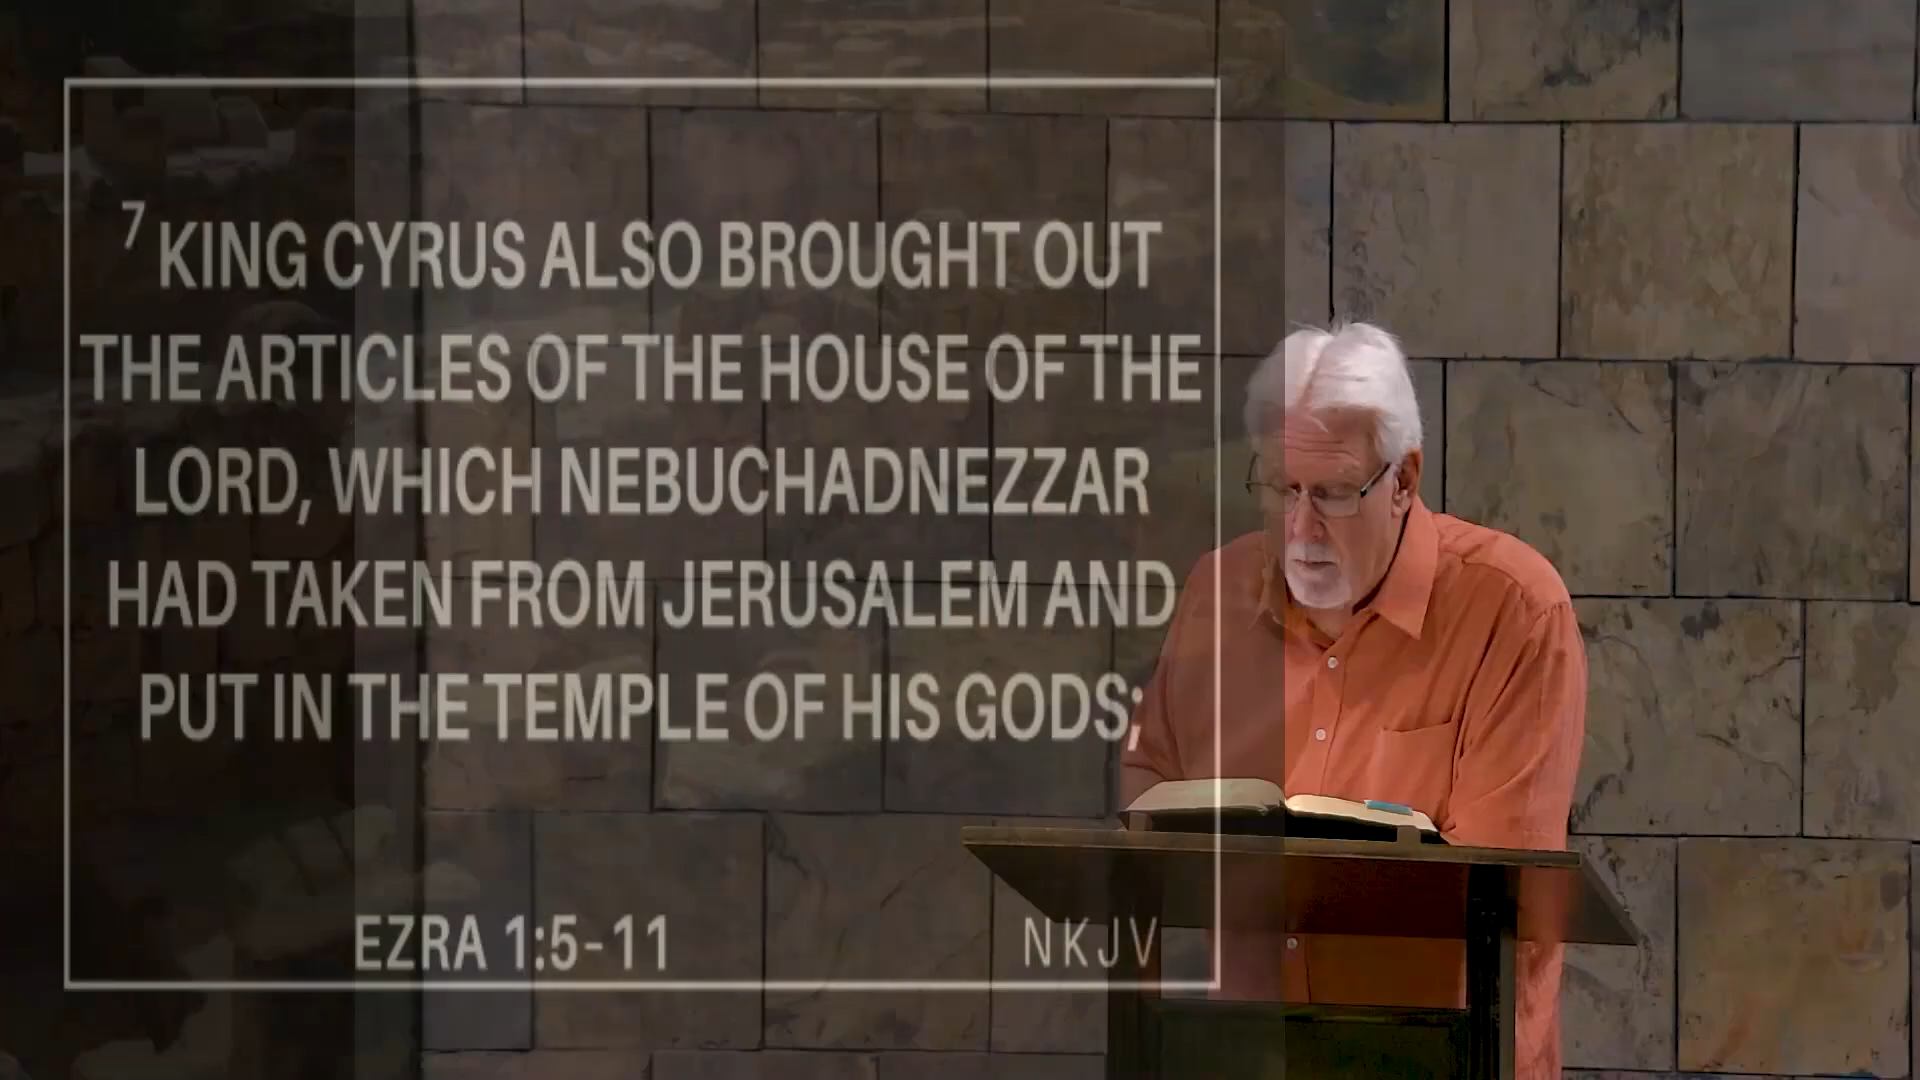 7 KING CYRUS ALSO BROUGHT OUT
THE ARTICLES OF THE HOUSE OF THE
LORD, WHICH NEBUCHADNEZZAR
HAD TAKEN FROM JERUSALEM AND
PUT IN THE TEMPLE OF HIS GODS;
EZRA 1:5-11
NKJV